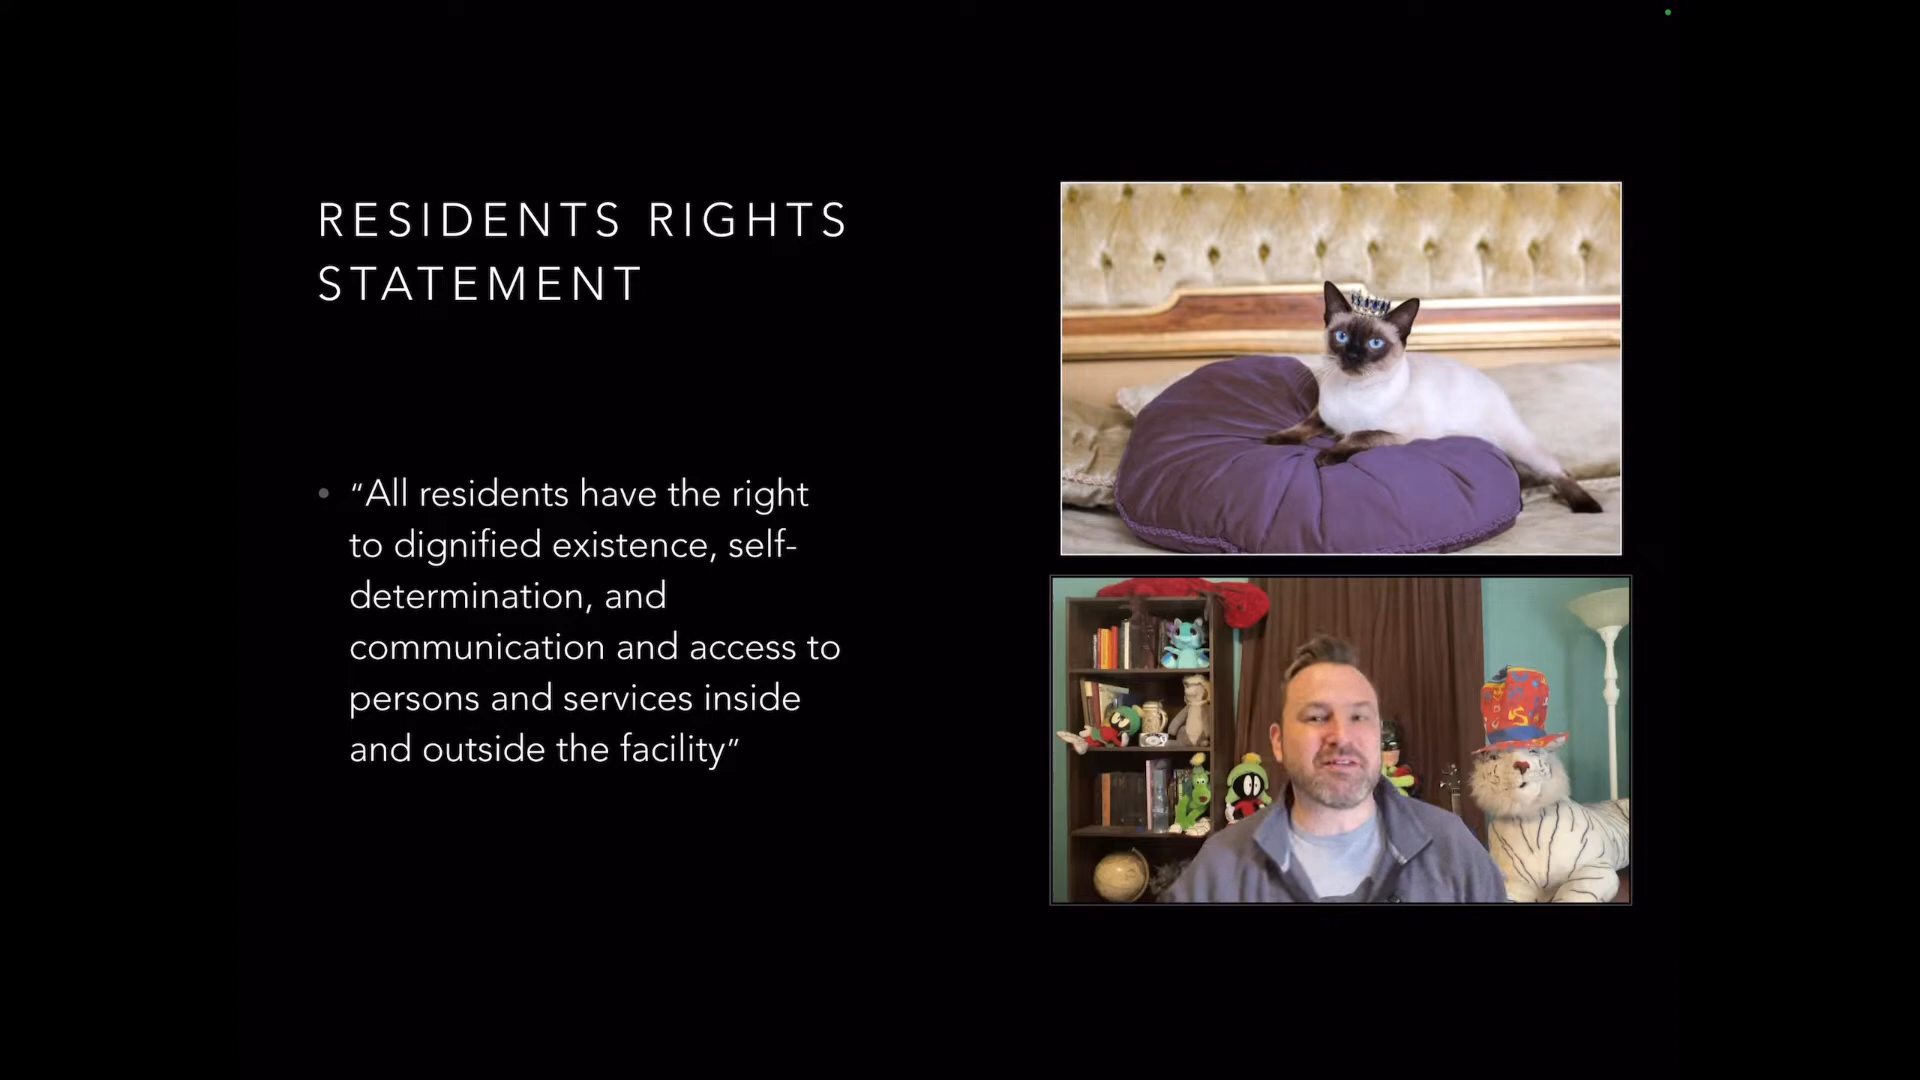 RESIDENTS RIGHTS
STATEMENT
• “All residents have the right
to dignified existence, self-
determination, and
communication and access to
persons and services inside
and outside the facility”